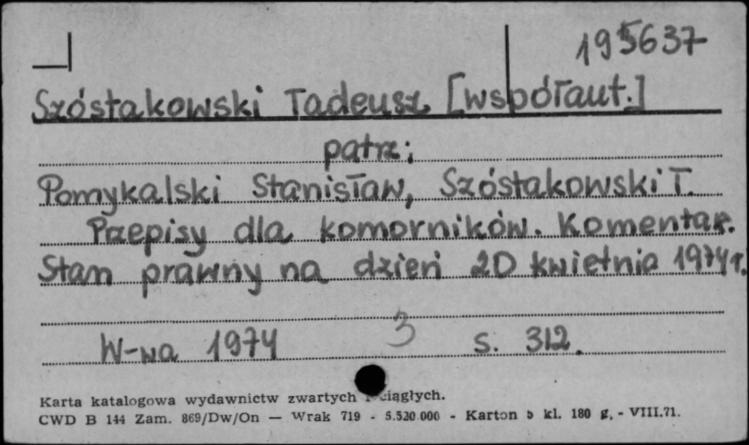 195637
Szóstakowski Tadeusz [współaut.]
patrz:
Pomykalski Stanisław, Szóstakowski T.
Przepisy dla komorników. Komentarz.
Stan prawny na dzień 20 kwietnia 1974 r.
W-wa 1974 3 s. 312.
Karta katalogowa wydawnictw zwartych i ciągłych.
CWD B 144 Zam. 869/Dw/On — Wrak 719 - 5.520.000 - Karton 5 kl. 180 g. - VIII.71.